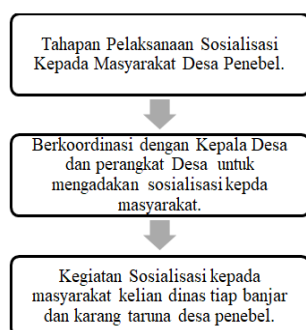 Tahapan Pelaksanaan Sosialisasi
Kepada Masyarakat Desa Penebel.
Berkoordinasi dengan Kepala Desa
dan perangkat Desa untuk
mengadakan sosialisasi kepda
masyarakat.
Kegiatan Sosialisasi kepada
masyarakat kelian dinas tiap banjar
dan karang taruna desa penebel.